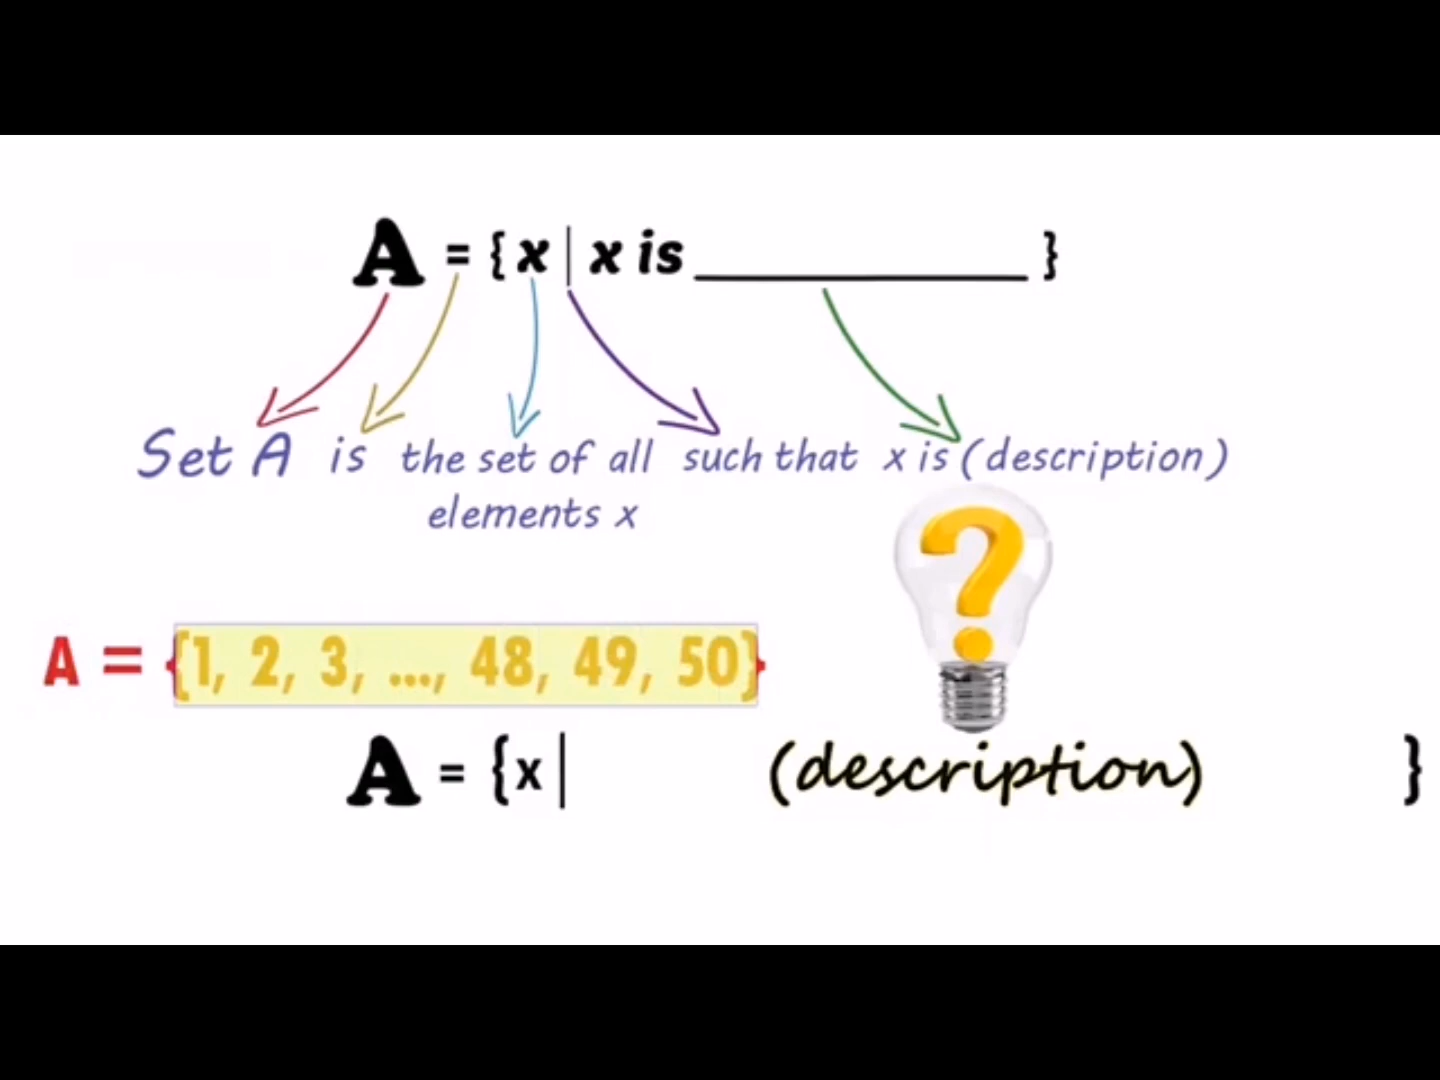 A = { x | x is ____________ }
Set A is the set of all such that x is (description)
elements x
?
A = {1, 2, 3, ..., 48, 49, 50}
A = {x | (description) }